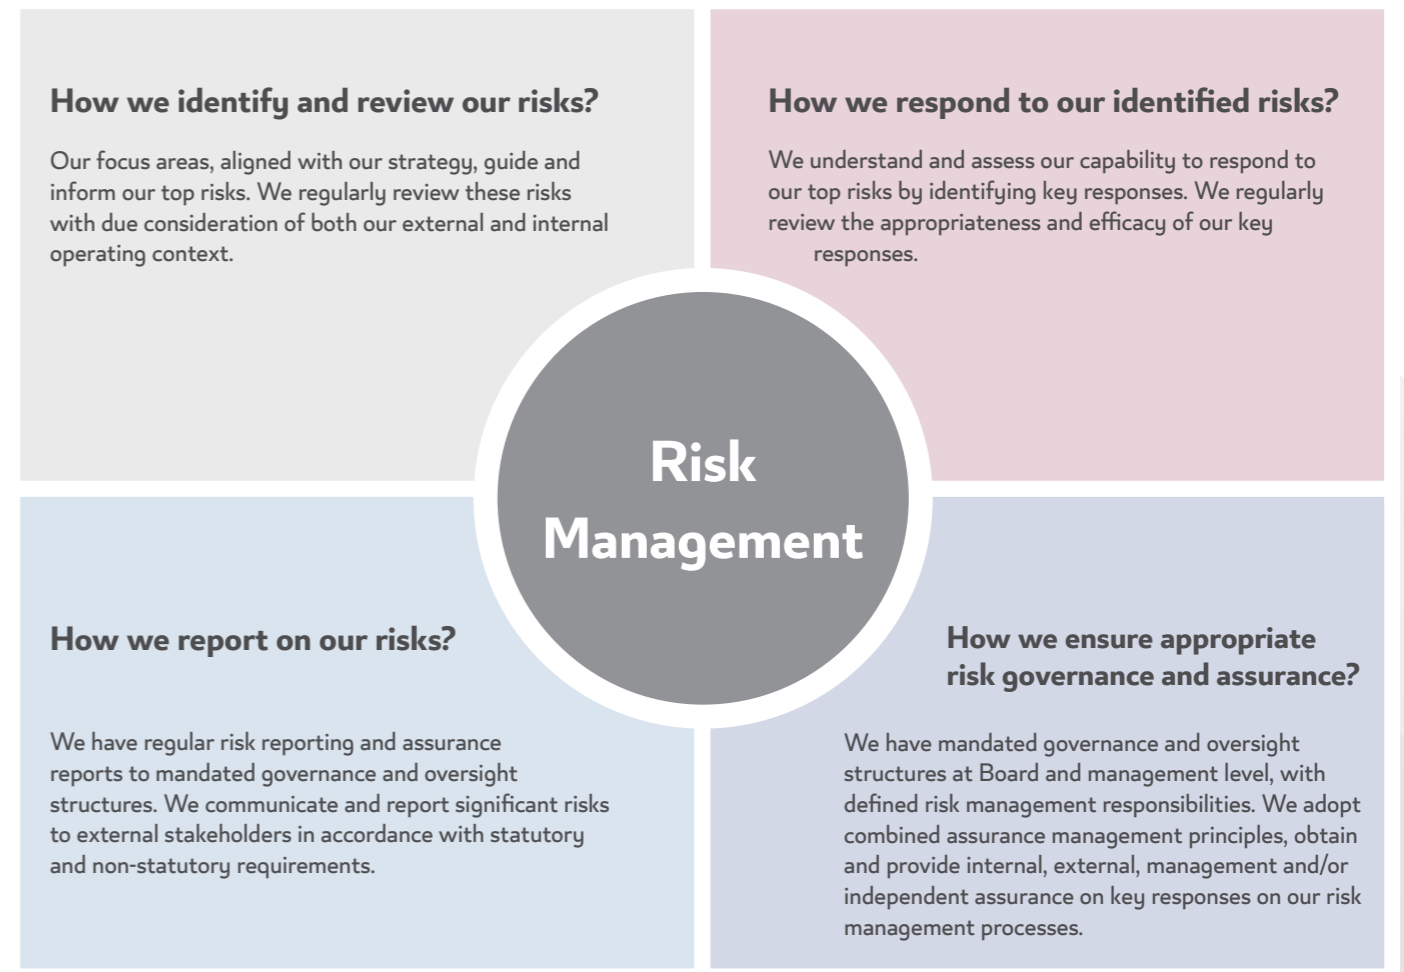 How we identify and review our risks?
Our focus areas, aligned with our strategy, guide and
inform our top risks. We regularly review these risks
with due consideration of both our external and internal
operating context.
How we respond to our identified risks?
We understand and assess our capability to respond to
our top risks by identifying key responses. We regularly
review the appropriateness and efficacy of our key
responses.
Risk
Management
How we report on our risks?
We have regular risk reporting and assurance
reports to mandated governance and oversight
structures. We communicate and report significant risks
to external stakeholders in accordance with statutory
and non-statutory requirements.
How we ensure appropriate
risk governance and assurance?
We have mandated governance and oversight
structures at Board and management level, with
defined risk management responsibilities. We adopt
combined assurance management principles, obtain
and provide internal, external, management and/or
independent assurance on key responses on our risk
management processes.